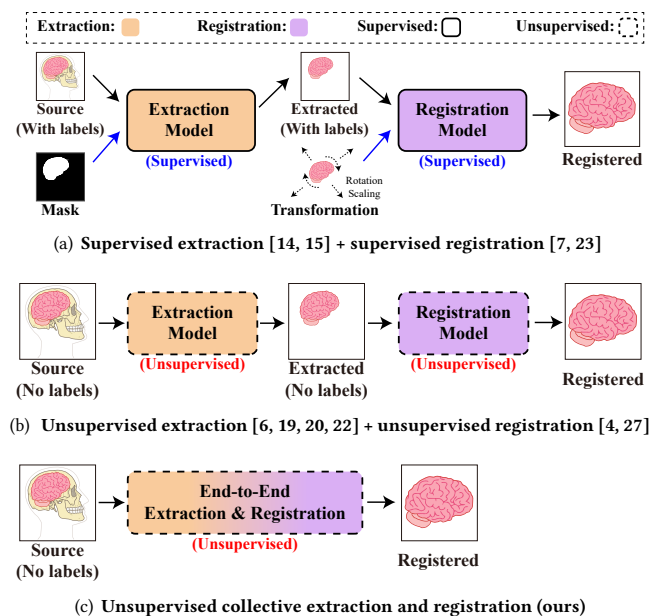 Extraction: Registration: Supervised: Unsupervised:
Source
(With labels)
Mask
Extraction
Model
(Supervised)
Extracted
(With labels)
Rotation
Scaling
Transformation
Registration
Model
(Supervised)
Registered
(a) Supervised extraction [14, 15] + supervised registration [7, 23]
Source
(No labels)
Extraction
Model
(Unsupervised)
Extracted
(No labels)
Registration
Model
(Unsupervised)
Registered
(b) Unsupervised extraction [6, 19, 20, 22] + unsupervised registration [4, 27]
Source
(No labels)
End-to-End
Extraction & Registration
(Unsupervised)
Registered
(c) Unsupervised collective extraction and registration (ours)